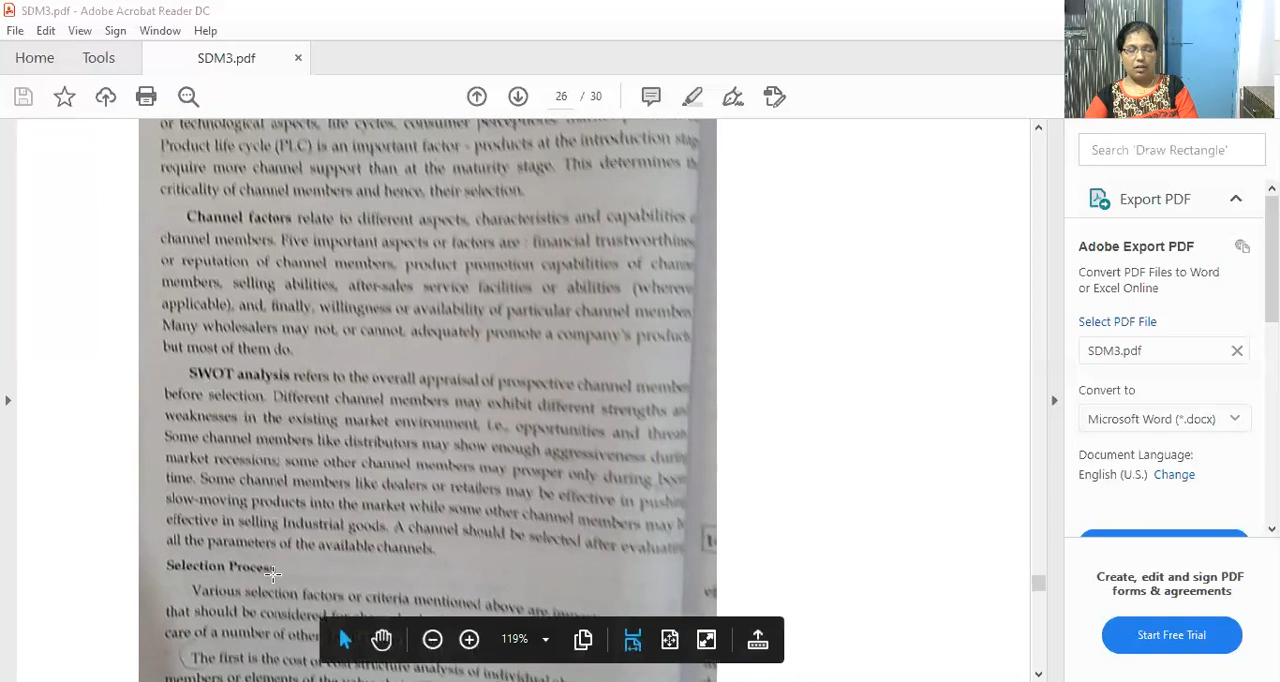 SDM3.pdf - Adobe Acrobat Reader DC
File Edit View Sign Window Help
Home Tools SDM3.pdf ×
26 / 30
or technological aspects, life cycles, consumer perceptions,
Product life cycle (PLC) is an important factor - products at the introduction stag
require more channel support than at the maturity stage. This determines th
criticality of channel members and hence, their selection.
Channel factors relate to different aspects, characteristics and capabilities
channel members. Five important aspects or factors are : financial trustworthines
or reputation of channel members, product promotion capabilities of chann
members, selling abilities, after-sales service facilities or abilities (whereve
applicable), and, finally, willingness or availability of particular channel member
Many wholesalers may not, or cannot, adequately promote a company's product
but most of them do.
SWOT analysis refers to the overall appraisal of prospective channel membe
before selection. Different channel members may exhibit different strengths an
weaknesses in the existing market environment, i.e., opportunities and threa
Some channel members like distributors may show enough aggressiveness durin
market recessions; some other channel members may prosper only during boo
time. Some channel members like dealers or retailers may be effective in pushin
slow-moving products into the market while some other channel members may b
effective in selling Industrial goods. A channel should be selected after evaluatin
all the parameters of the available channels.
Selection Process
Various selection factors or criteria mentioned above are
that should be considered for
care of a number of other
The first is the cost or cost structure analysis of individual
members or elements of the
119%
Search 'Draw Rectangle'
Export PDF
Adobe Export PDF
Convert PDF Files to Word
or Excel Online
Select PDF File
SDM3.pdf
Convert to
Microsoft Word (*.docx)
Document Language:
English (U.S.) Change
Create, edit and sign PDF
forms & agreements
Start Free Trial